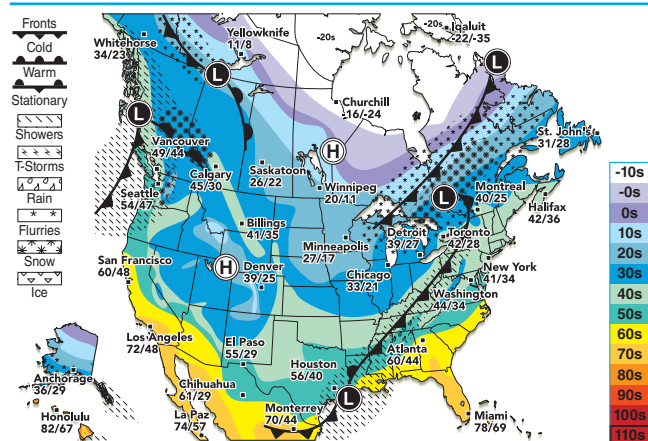 Fronts
Cold
Warm
Stationary
Showers
T-Storms
Rain
Flurries
Snow
Ice
-20s
-20s
Iqaluit
-22/-35
Yellowknife
11/8
Whitehorse
34/23
L
L
L
Churchill
-16/-24
H
St. John's
31/28
Vancouver
49/44
Calgary
45/30
Saskatoon
26/22
Winnipeg
20/11
L
Montreal
40/25
Halifax
42/36
Seattle
54/47
Billings
41/35
Minneapolis
27/17
Detroit
39/27
Toronto
42/28
San Francisco
60/48
H
Denver
39/25
Chicago
33/21
New York
41/34
Washington
44/34
Los Angeles
72/48
El Paso
55/29
Houston
56/40
Atlanta
60/44
Anchorage
36/29
Chihuahua
61/29
L
Honolulu
82/67
La Paz
74/57
Monterrey
70/44
Miami
78/69
-10s
-0s
0s
10s
20s
30s
40s
50s
60s
70s
80s
90s
100s
110s